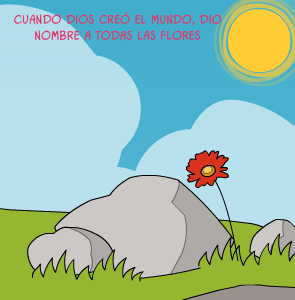 CUANDO DIOS CREÓ EL MUNDO, DIO
NOMBRE A TODAS LAS FLORES